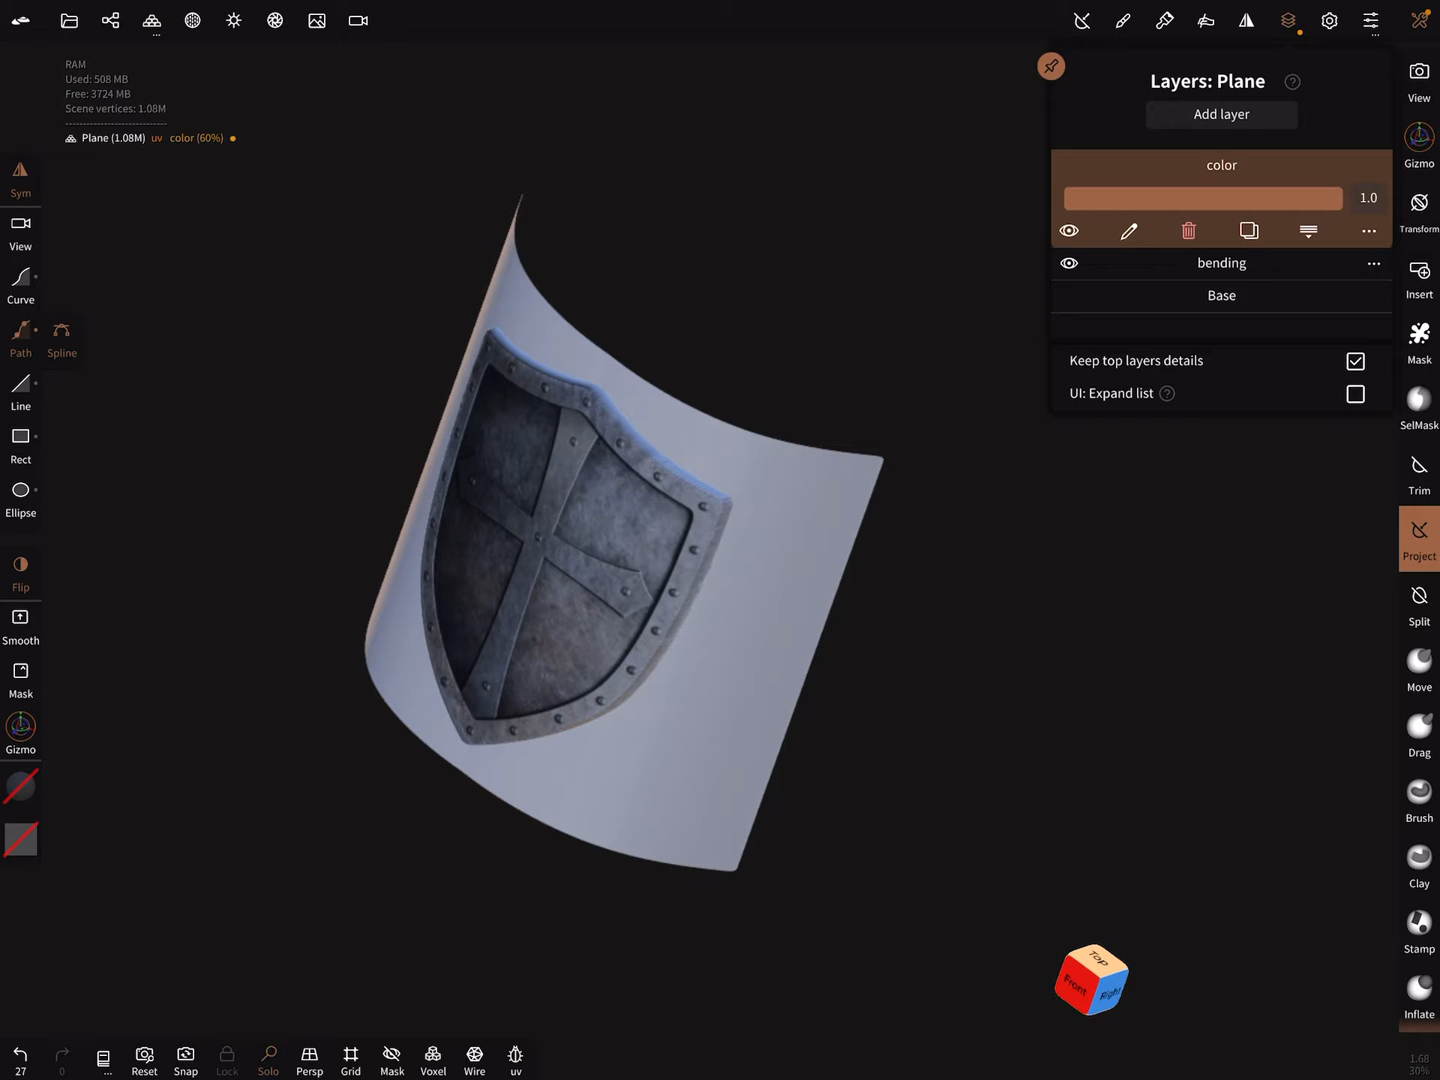 RAM
Used: 508 MB
Free: 3724 MB
Scene vertices: 1.08M
----------------------------
Plane (1.08M) uv color (60%)
Sym
View
Curve
Path
Spline
Line
Rect
Ellipse
Flip
Smooth
Mask
Gizmo
Layers: Plane ?
Add layer
color
1.0
...
bending
...
Base
Keep top layers details
UI: Expand list ?
View
Gizmo
Transform
Insert
Mask
SelMask
Trim
Project
Split
Move
Drag
Brush
Clay
Stamp
Inflate
Top
Front
Right
27
0
...
Reset
Snap
Lock
Solo
Persp
Grid
Mask
Voxel
Wire
uv
1.68
30%